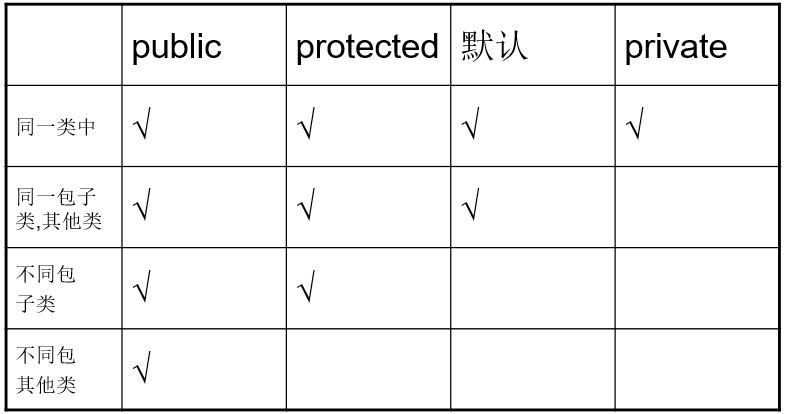 public protected 默认 private
同一类中 √ √ √ √
同一包子
类,其他类 √ √ √
不同包
子类 √ √
不同包
其他类 √